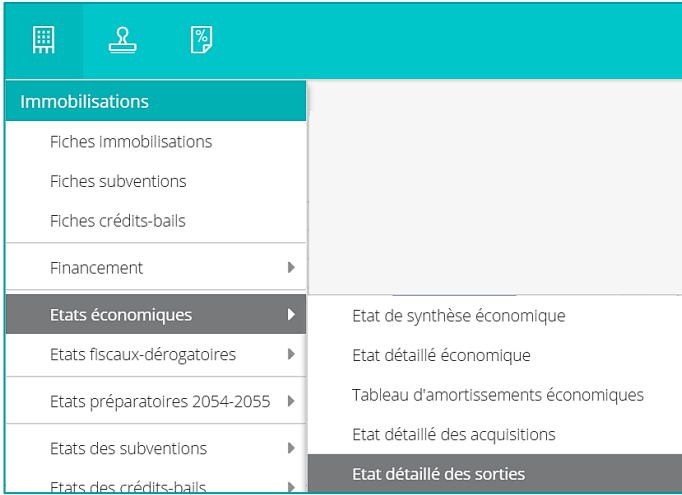 %
Immobilisations
Fiches immobilisations
Fiches subventions
Fiches crédits-bails
Financement
Etats économiques
Etats fiscaux-dérogatoires
Etats préparatoires 2054-2055
Etats des subventions
Etats des crédits-bails
Etat de synthèse économique
Etat détaillé économique
Tableau d'amortissements économiques
Etat détaillé des acquisitions
Etat détaillé des sorties